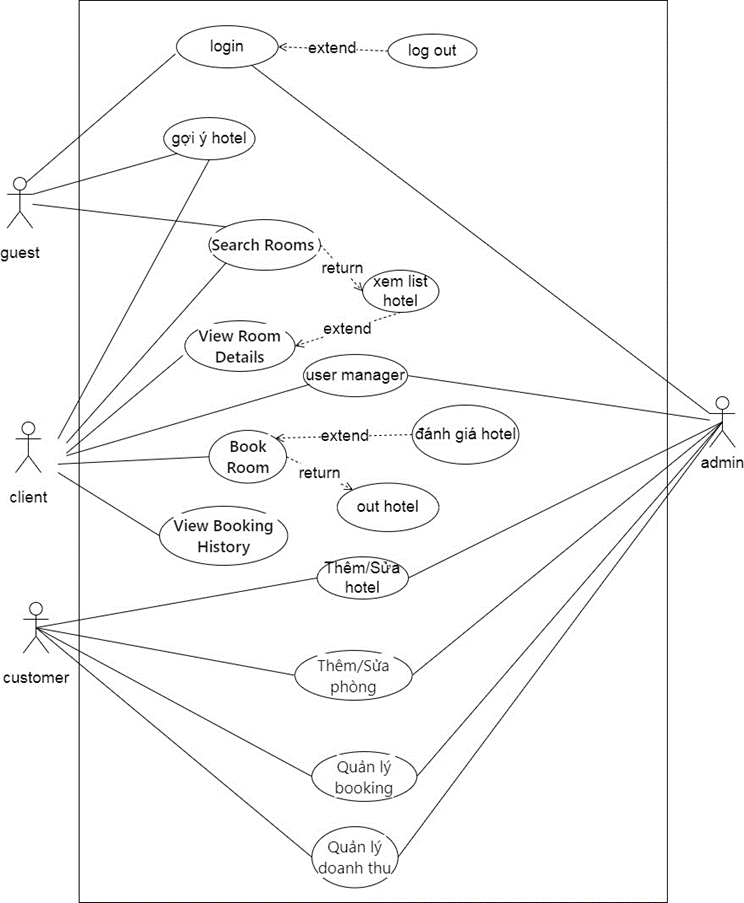 login
extend
log out
gợi ý hotel
guest
Search Rooms
return
xem list
hotel
extend
View Room
Details
user manager
client
Book
Room
extend
đánh giá hotel
return
out hotel
admin
View Booking
History
Thêm/Sửa
hotel
customer
Thêm/Sửa
phòng
Quản lý
booking
Quản lý
doanh thu